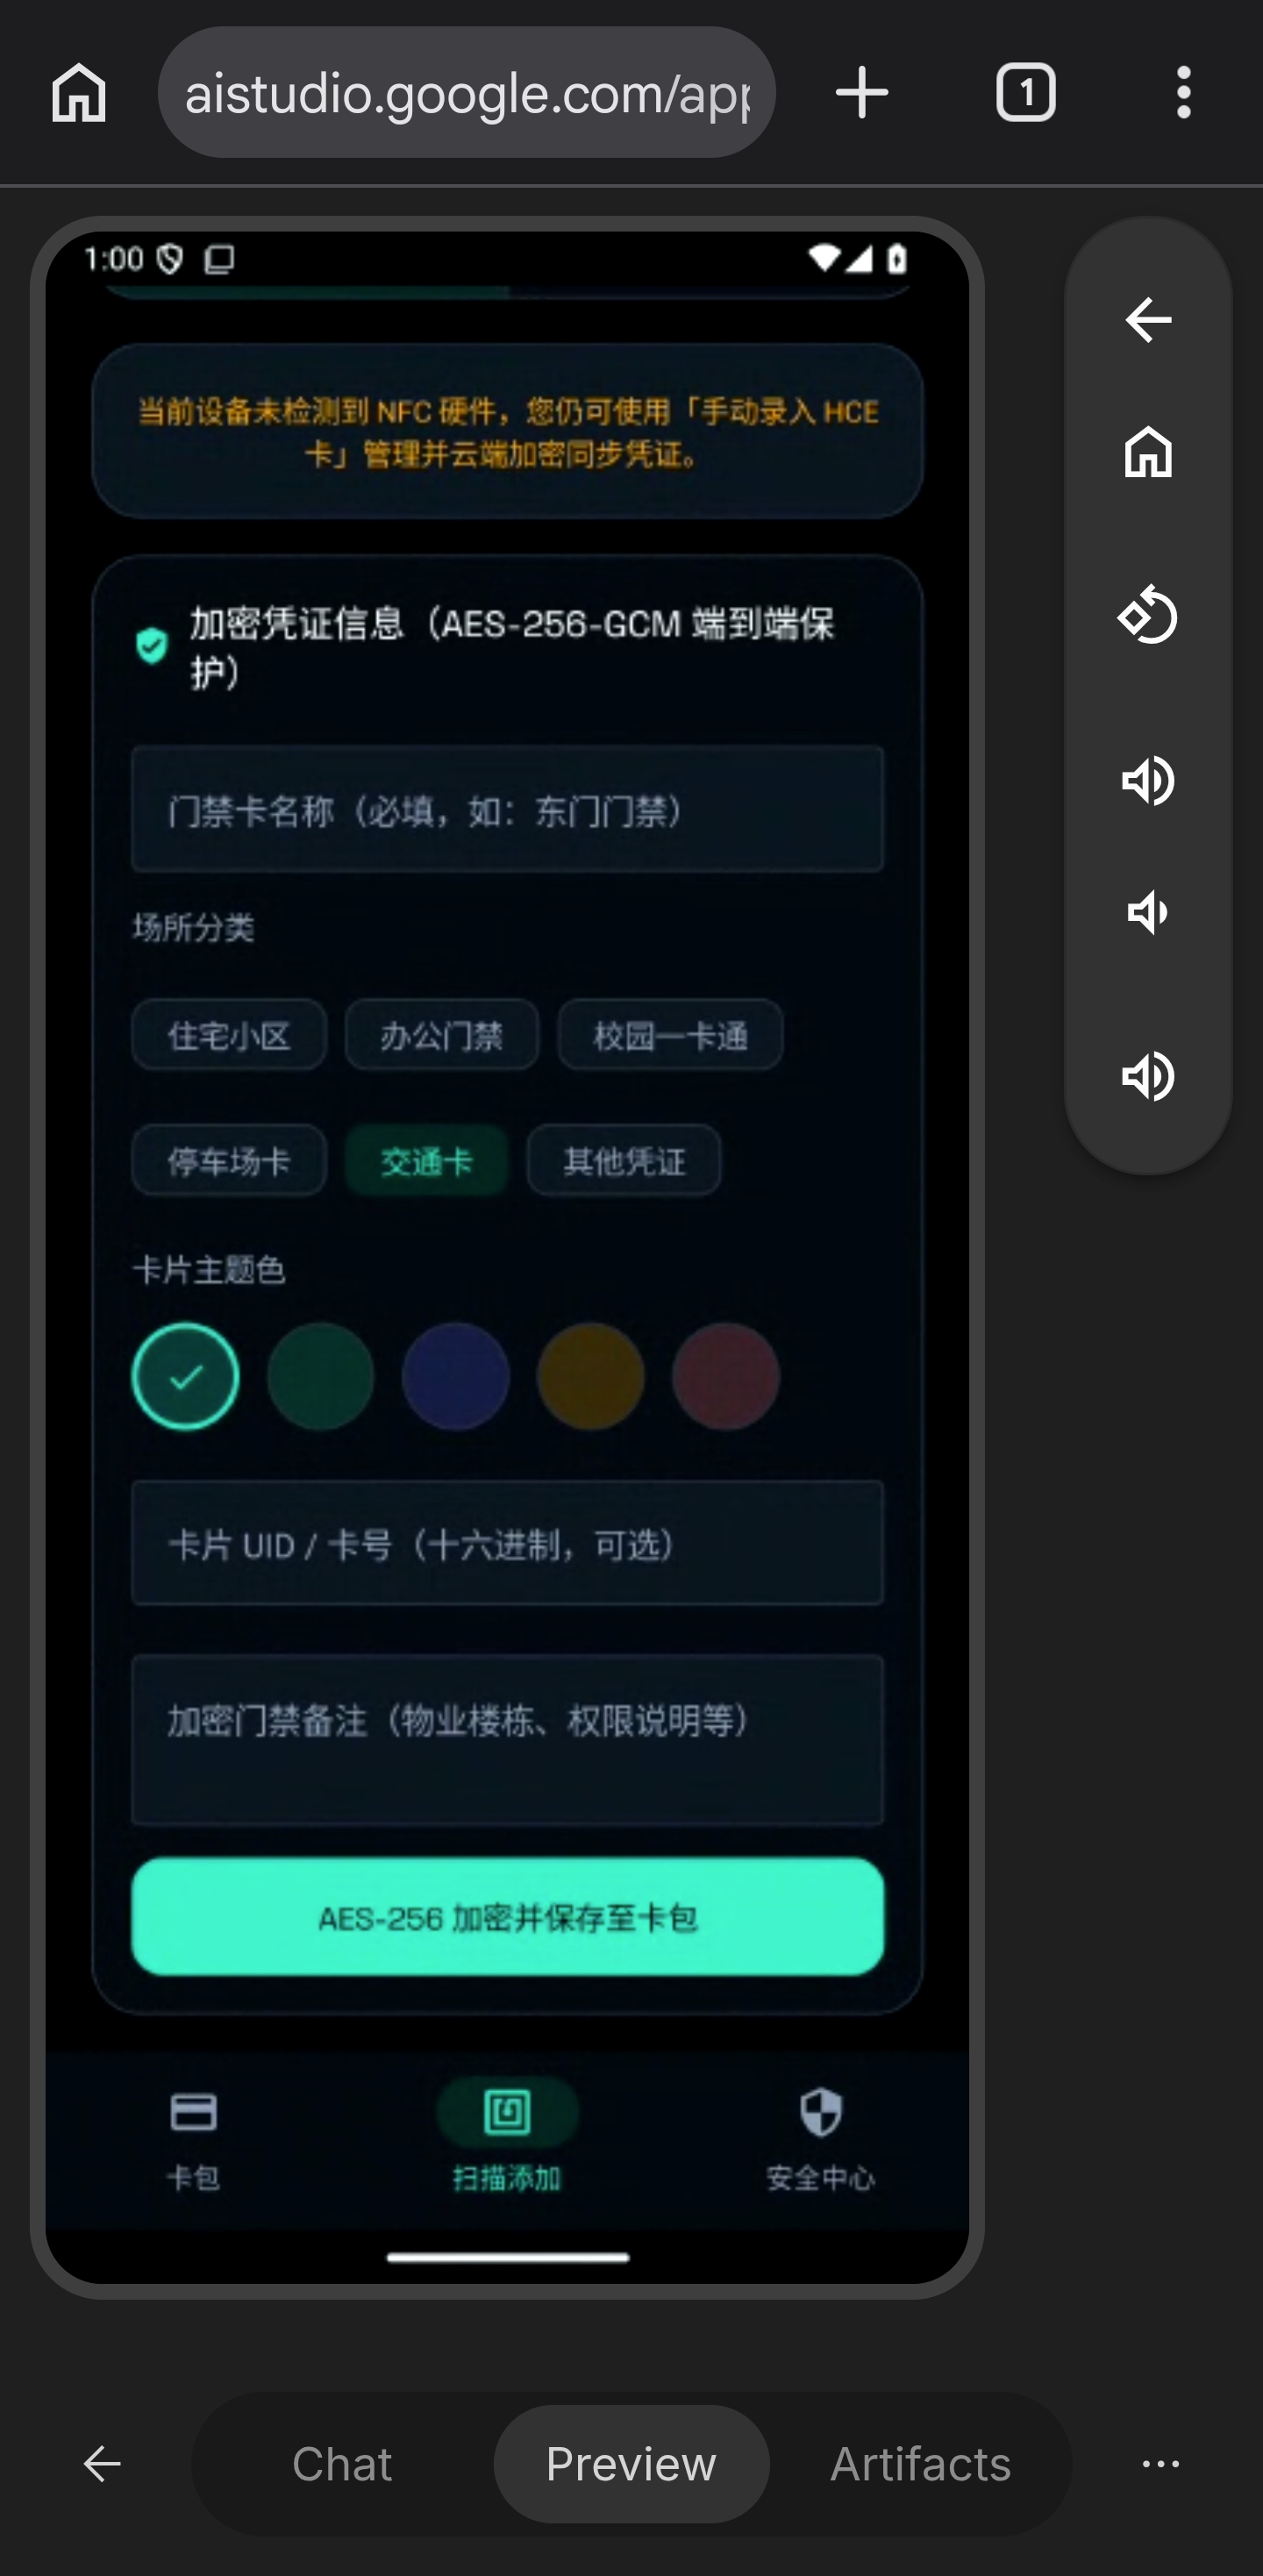 aistudio.google.com/app
1
1:00
当前设备未检测到 NFC 硬件，您仍可使用「手动录入 HCE
卡」管理并云端加密同步凭证。
加密凭证信息（AES-256-GCM 端到端保
护）
门禁卡名称（必填，如：东门门禁）
场所分类
住宅小区 办公门禁 校园一卡通
停车场卡 交通卡 其他凭证
卡片主题色
卡片 UID / 卡号（十六进制，可选）
加密门禁备注（物业楼栋、权限说明等）
AES-256 加密并保存至卡包
卡包 扫描添加 安全中心
Chat Preview Artifacts